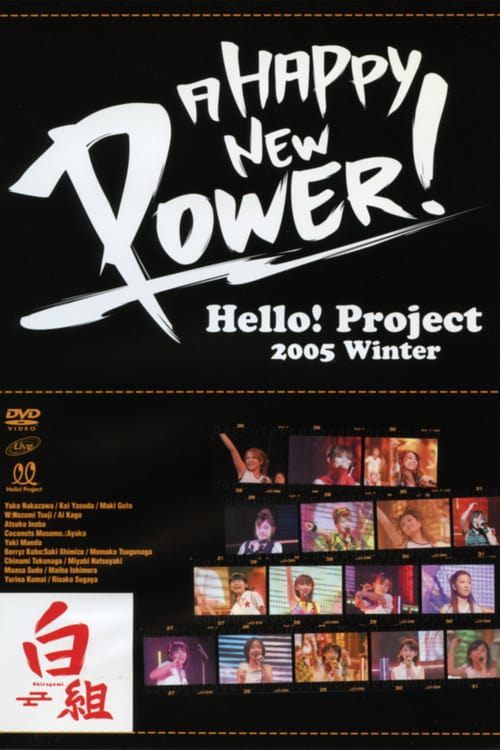 A HAPPY
NEW
POWER!
Hello! Project
2005 Winter
DVD
VIDEO
Live
Hello! Project
Yuko Nakazawa / Kei Yasuda / Maki Goto
W:Nozomi Tsuji / Ai Kago
Atsuko Inaba
Coconuts Musume.:Ayaka
Yuki Maeda
Berryz Kobo:Saki Shimizu / Momoko Tsugunaga
Chinami Tokunaga / Miyabi Natsuyaki
Maasa Sudo / Maiha Ishimura
Yurina Kumai / Risako Sugaya
白
Shirogumi
組